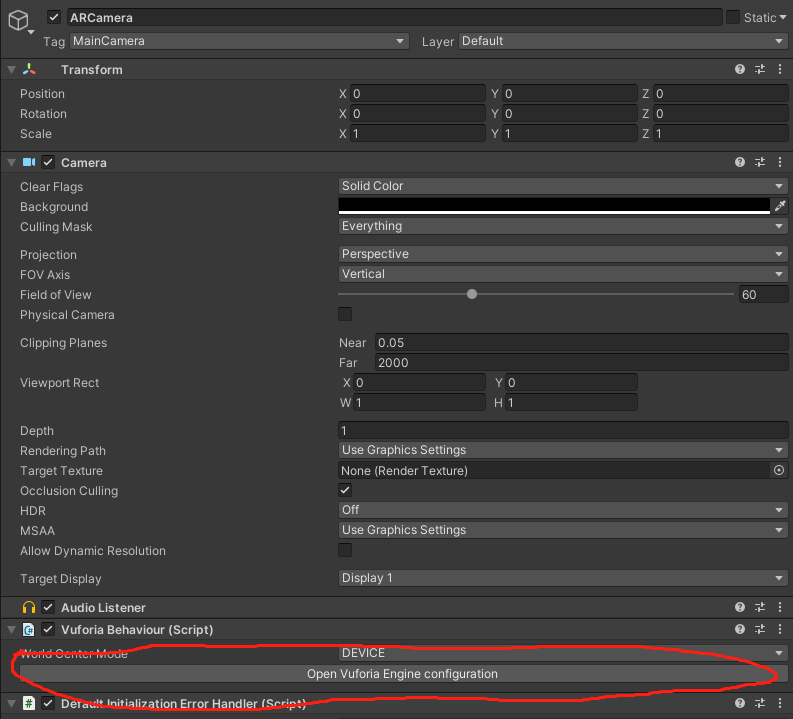 ARCamera Static
Tag MainCamera Layer Default
Transform
Position X 0 Y 0 Z 0
Rotation X 0 Y 0 Z 0
Scale X 1 Y 1 Z 1
Camera
Clear Flags Solid Color
Background
Culling Mask Everything
Projection Perspective
FOV Axis Vertical
Field of View 60
Physical Camera
Clipping Planes Near 0.05
Far 2000
Viewport Rect X 0 Y 0
W 1 H 1
Depth 1
Rendering Path Use Graphics Settings
Target Texture None (Render Texture)
Occlusion Culling
HDR Off
MSAA Use Graphics Settings
Allow Dynamic Resolution
Target Display Display 1
Audio Listener
# Vuforia Behaviour (Script)
World Center Mode DEVICE
Open Vuforia Engine configuration
# Default Initialization Error Handler (Script)